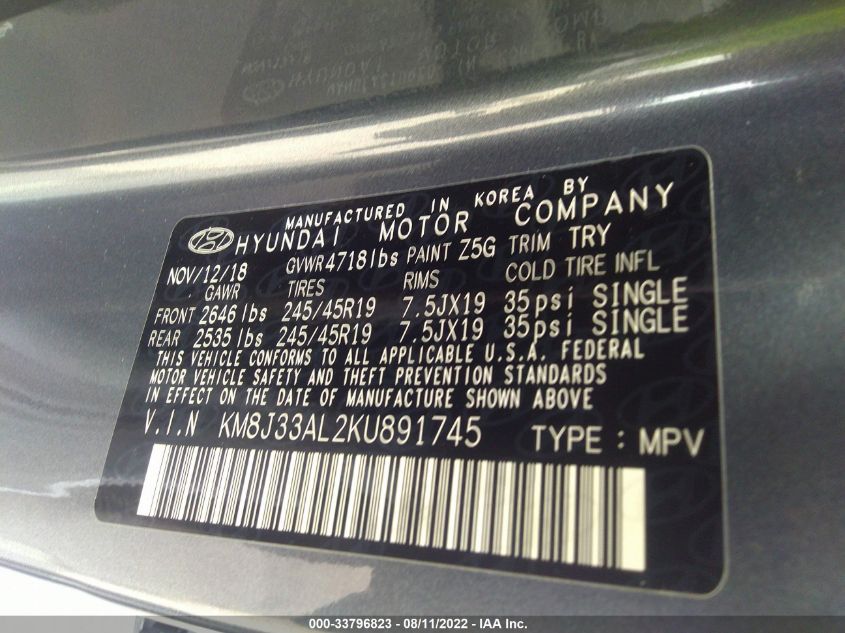 MANUFACTURED IN KOREA BY
HYUNDAI MOTOR COMPANY
NOV/12/18 GVWR 4718 lbs PAINT Z5G TRIM TRY
GAWR TIRES RIMS COLD TIRE INFL
FRONT 2646 lbs 245/45R19 7.5JX19 35psi SINGLE
REAR 2535 lbs 245/45R19 7.5JX19 35psi SINGLE
THIS VEHICLE CONFORMS TO ALL APPLICABLE U.S.A. FEDERAL
MOTOR VEHICLE SAFETY AND THEFT PREVENTION STANDARDS
IN EFFECT ON THE DATE OF MANUFACTURE SHOWN ABOVE
V.I.N KM8J33AL2KU891745 TYPE : MPV
000-33796823 - 08/11/2022 - IAA Inc.